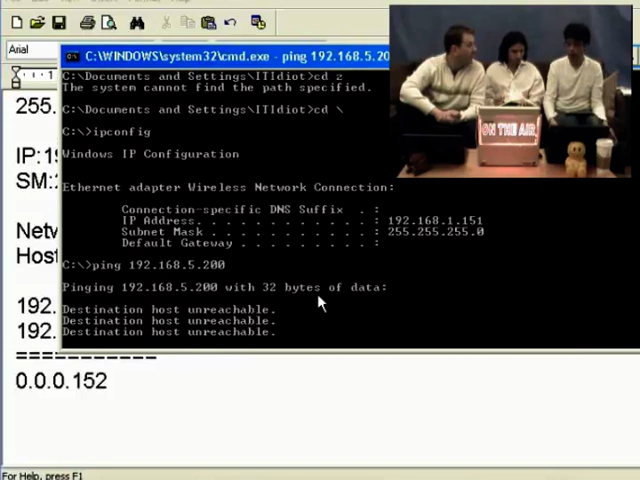 C:\WINDOWS\system32\cmd.exe - ping 192.168.5.20
Arial
C:\Documents and Settings\ITIdiot>cd z
The system cannot find the path specified.
C:\Documents and Settings\ITIdiot>cd \
C:\>ipconfig
Windows IP Configuration
Ethernet adapter Wireless Network Connection:
Connection-specific DNS Suffix . :
IP Address. . . . . . . . . . . . : 192.168.1.151
Subnet Mask . . . . . . . . . . . : 255.255.255.0
Default Gateway . . . . . . . . . :
C:\>ping 192.168.5.200
Pinging 192.168.5.200 with 32 bytes of data:
Destination host unreachable.
Destination host unreachable.
Destination host unreachable.
ON THE AIR
1
255.
IP:19
SM:2
Netw
Host
192.
192.
===========
0.0.0.152
For Help, press F1